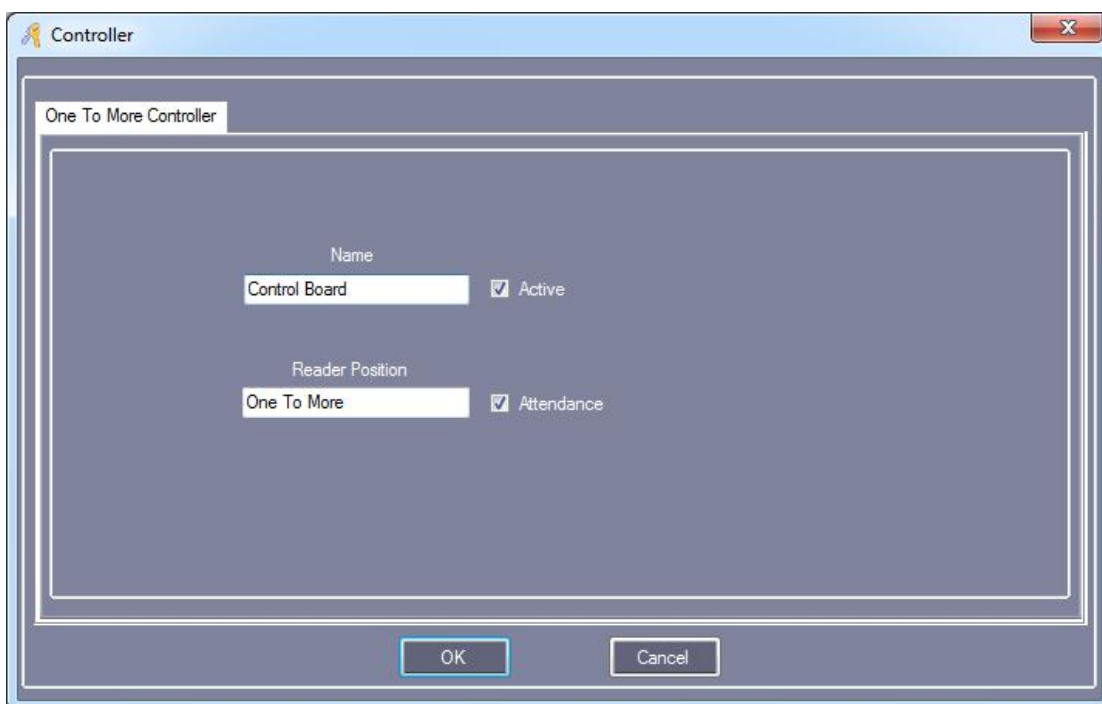 Controller
One To More Controller
Name
Control Board
Active
Reader Position
One To More
Attendance
OK
Cancel